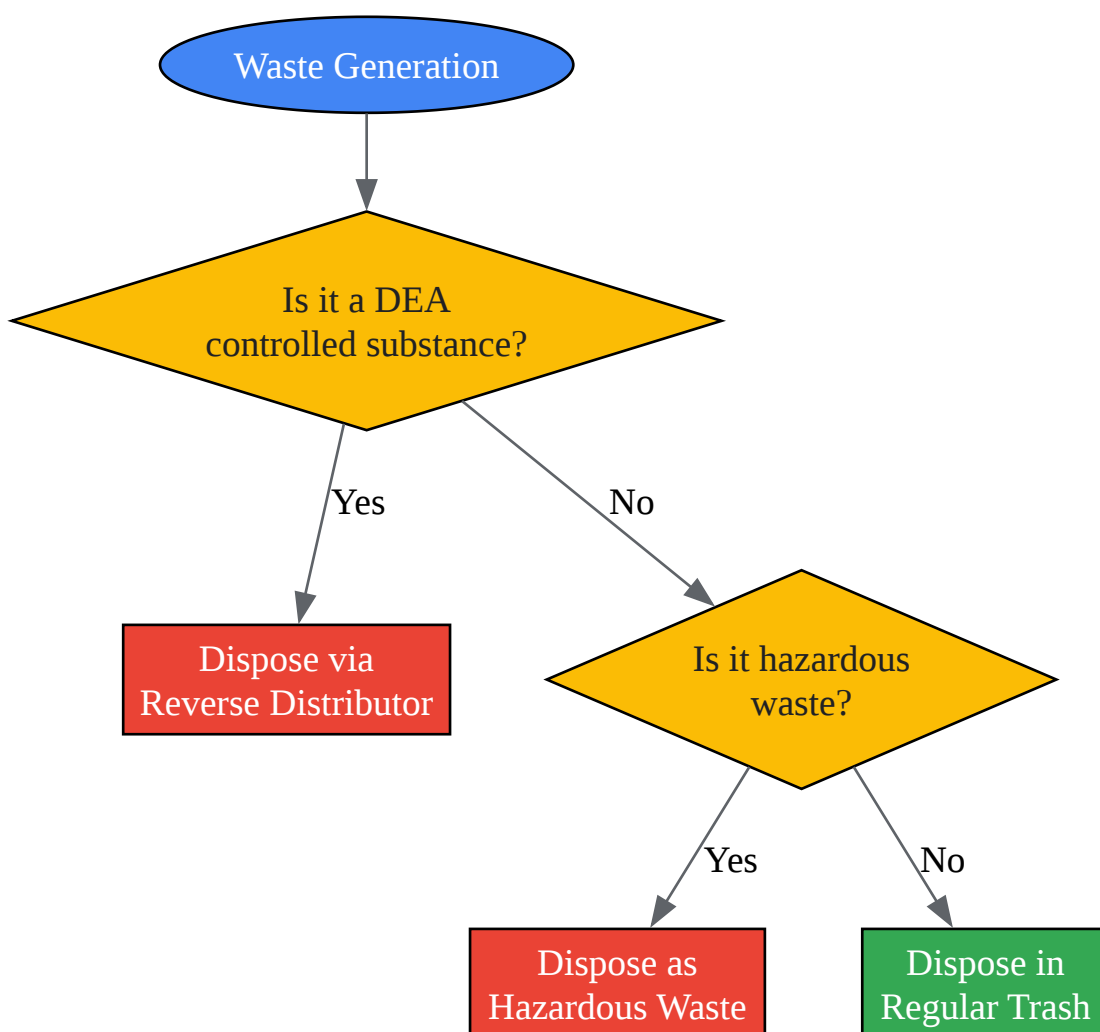 Waste Generation
Is it a DEA
controlled substance?
Yes
No
Dispose via
Reverse Distributor
Is it hazardous
waste?
Yes
No
Dispose as
Hazardous Waste
Dispose in
Regular Trash